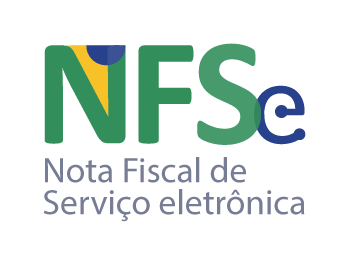 NFSe
Nota Fiscal de
Serviço eletrônica